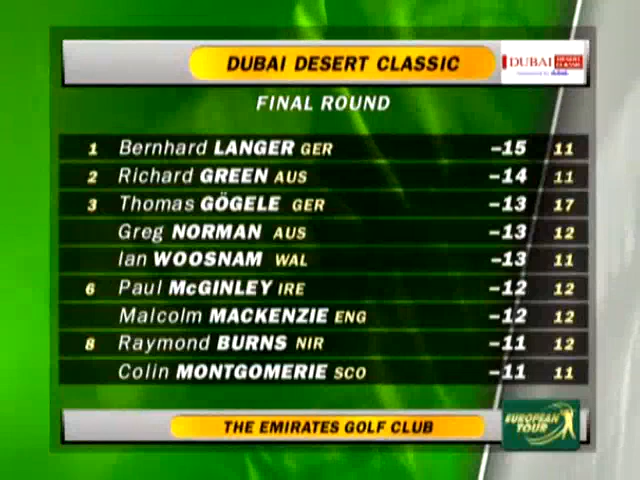 DUBAI DESERT CLASSIC
DUBAI DESERT CLASSIC
FINAL ROUND
1 Bernhard LANGER GER -15 11
2 Richard GREEN AUS -14 11
3 Thomas GÖGELE GER -13 17
Greg NORMAN AUS -13 12
Ian WOOSNAM WAL -13 11
6 Paul McGINLEY IRE -12 12
Malcolm MACKENZIE ENG -12 12
8 Raymond BURNS NIR -11 12
Colin MONTGOMERIE SCO -11 11
THE EMIRATES GOLF CLUB
EUROPEAN TOUR